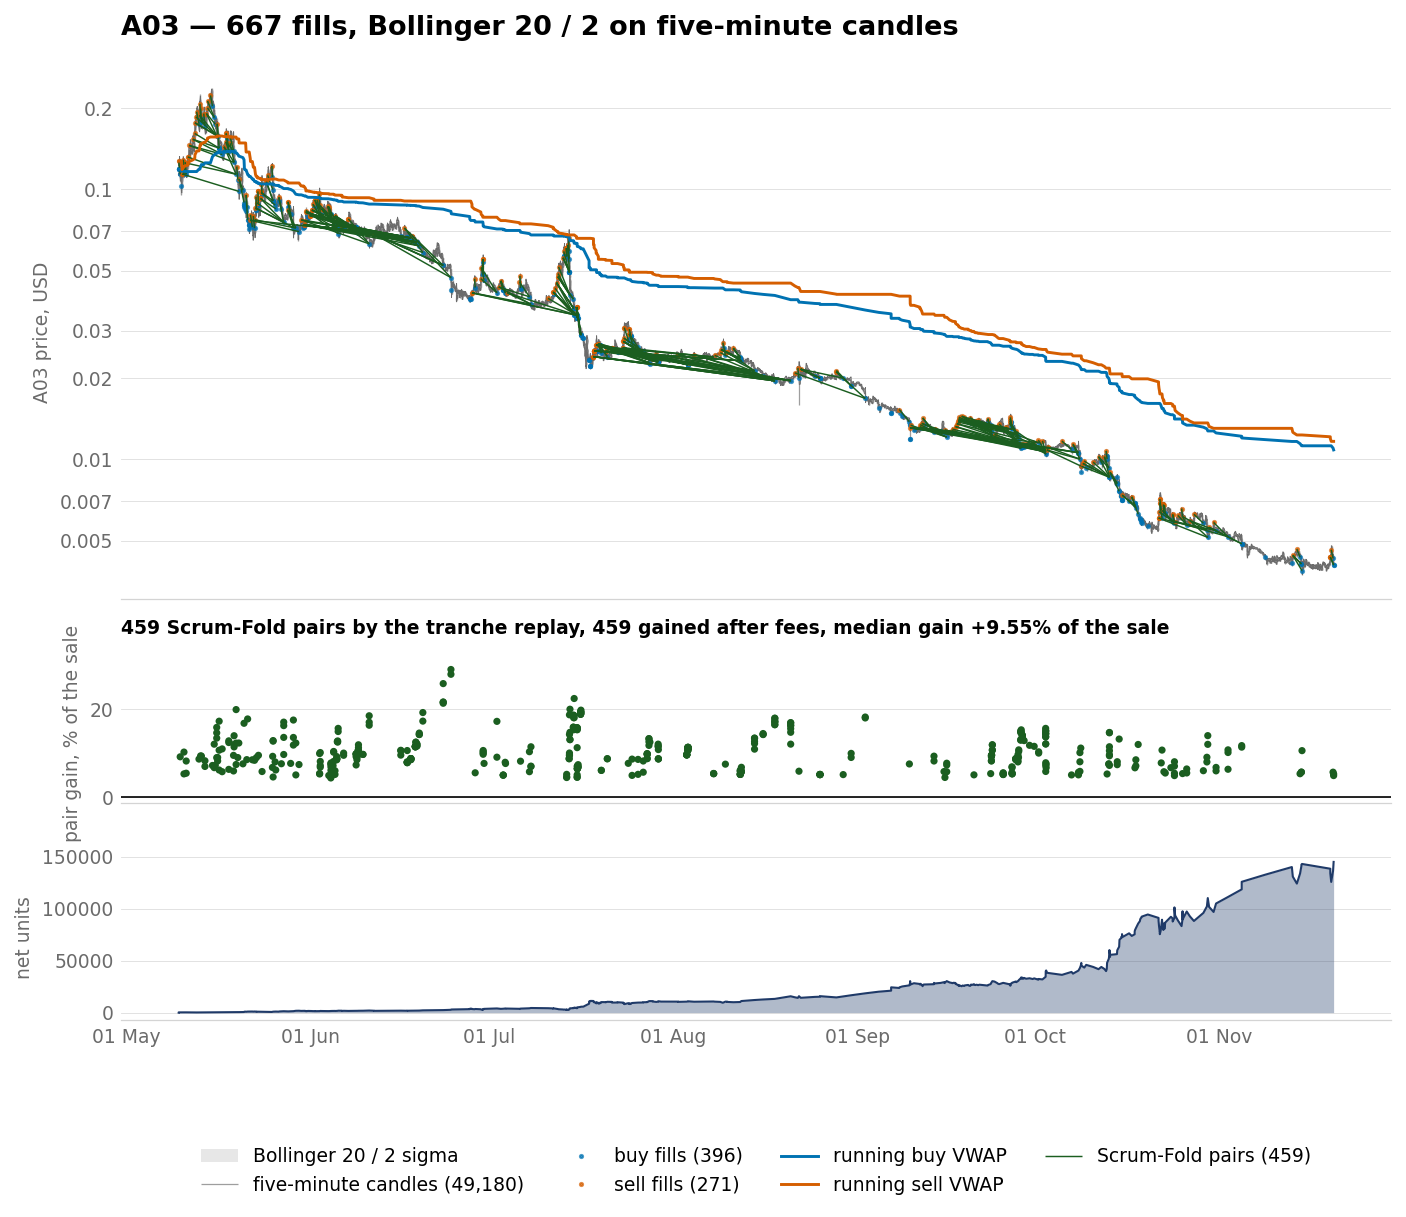 A03 — 667 fills, Bollinger 20 / 2 on five-minute candles
A03 price, USD
0.2
0.1
0.07
0.05
0.03
0.02
0.01
0.007
0.005
459 Scrum-Fold pairs by the tranche replay, 459 gained after fees, median gain +9.55% of the sale
pair gain, % of the sale
20
0
net units
150000
100000
50000
0
01 May 01 Jun 01 Jul 01 Aug 01 Sep 01 Oct 01 Nov
Bollinger 20 / 2 sigma buy fills (396) running buy VWAP Scrum-Fold pairs (459)
five-minute candles (49,180) sell fills (271) running sell VWAP